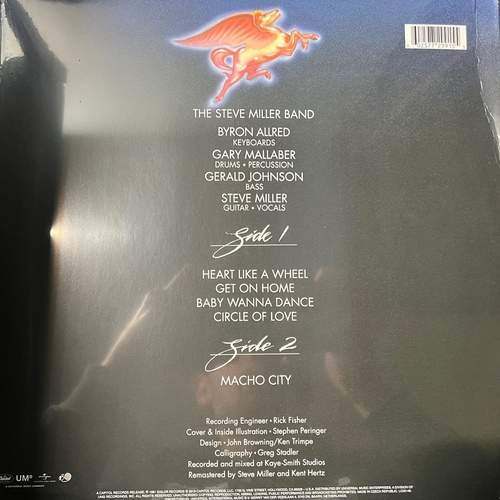 THE STEVE MILLER BAND
BYRON ALLRED
KEYBOARDS
GARY MALLABER
DRUMS • PERCUSSION
GERALD JOHNSON
BASS
STEVE MILLER
GUITAR • VOCALS
Side 1
HEART LIKE A WHEEL
GET ON HOME
BABY WANNA DANCE
CIRCLE OF LOVE
Side 2
MACHO CITY
Recording Engineer • Rick Fisher
Cover & Inside Illustration • Stephen Peringer
Design • John Browning/Ken Trimpe
Calligraphy • Greg Stadler
Recorded and mixed at Kaye-Smith Studios
Remastered by Steve Miller and Kent Hertz
UMe